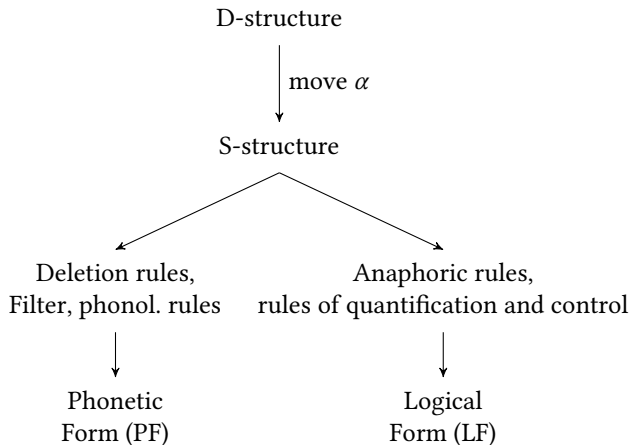 D-structure
move α
S-structure
Deletion rules,
Filter, phonol. rules
Anaphoric rules,
rules of quantification and control
Phonetic
Form (PF)
Logical
Form (LF)